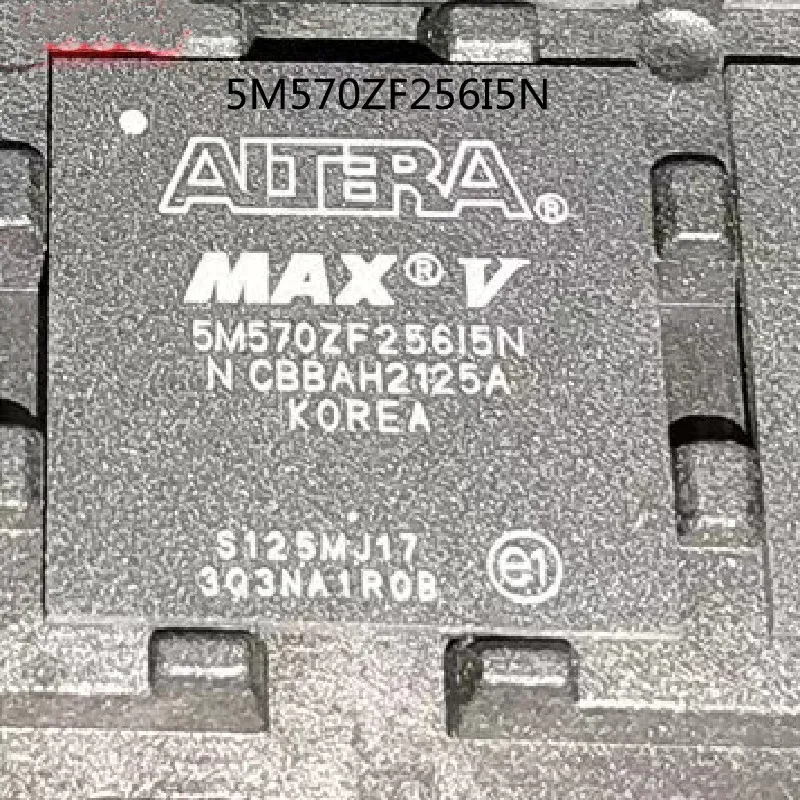 5M570ZF256I5N
ALTERA®
MAX® V
5M570ZF256I5N
N CBBAH2125A
KOREA
S125MJ17
3Q3NA1R0B
e1